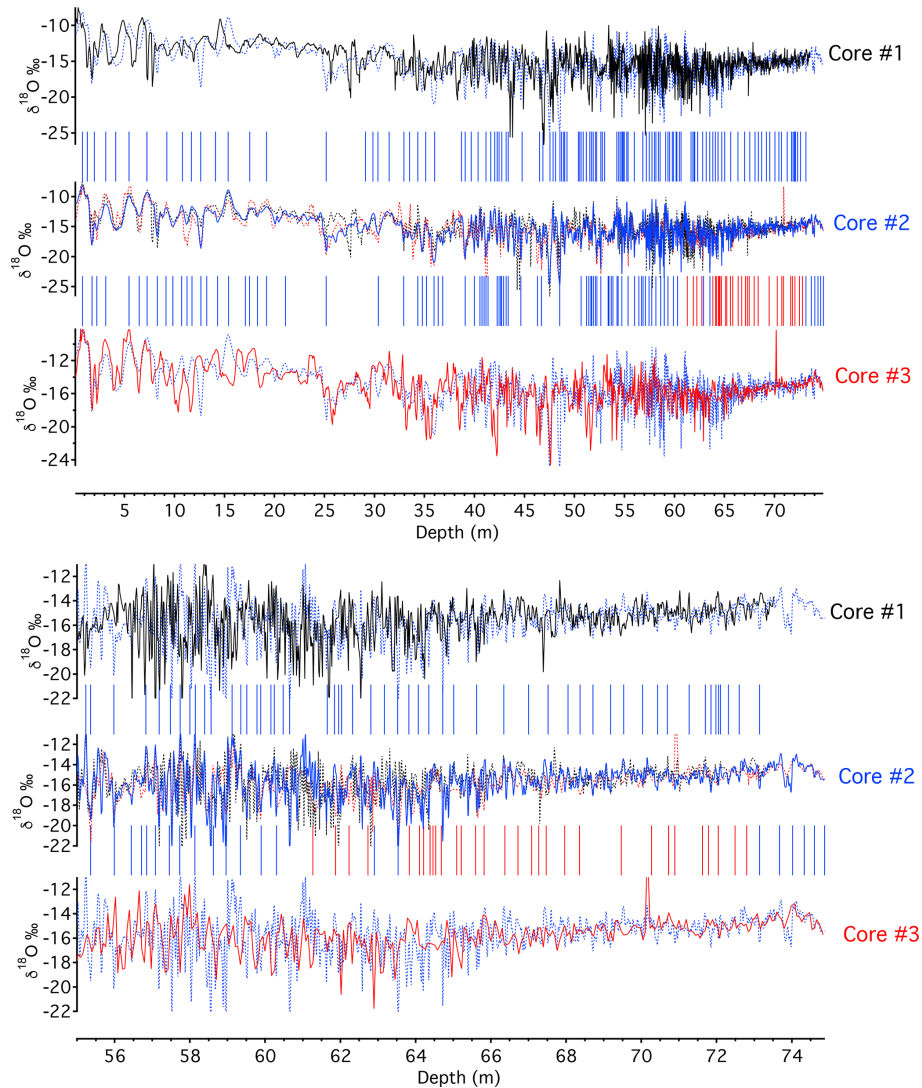 -10
-15
-20
-25
δ¹⁸O ‰
Core #1
-10
-15
-20
-25
δ¹⁸O ‰
Core #2
-12
-16
-20
-24
δ¹⁸O ‰
Core #3
5 10 15 20 25 30 35 40 45 50 55 60 65 70
Depth (m)
-12
-14
-16
-18
-20
-22
δ¹⁸O ‰
Core #1
-12
-14
-16
-18
-20
-22
δ¹⁸O ‰
Core #2
-12
-14
-16
-18
-20
-22
δ¹⁸O ‰
Core #3
56 58 60 62 64 66 68 70 72 74
Depth (m)